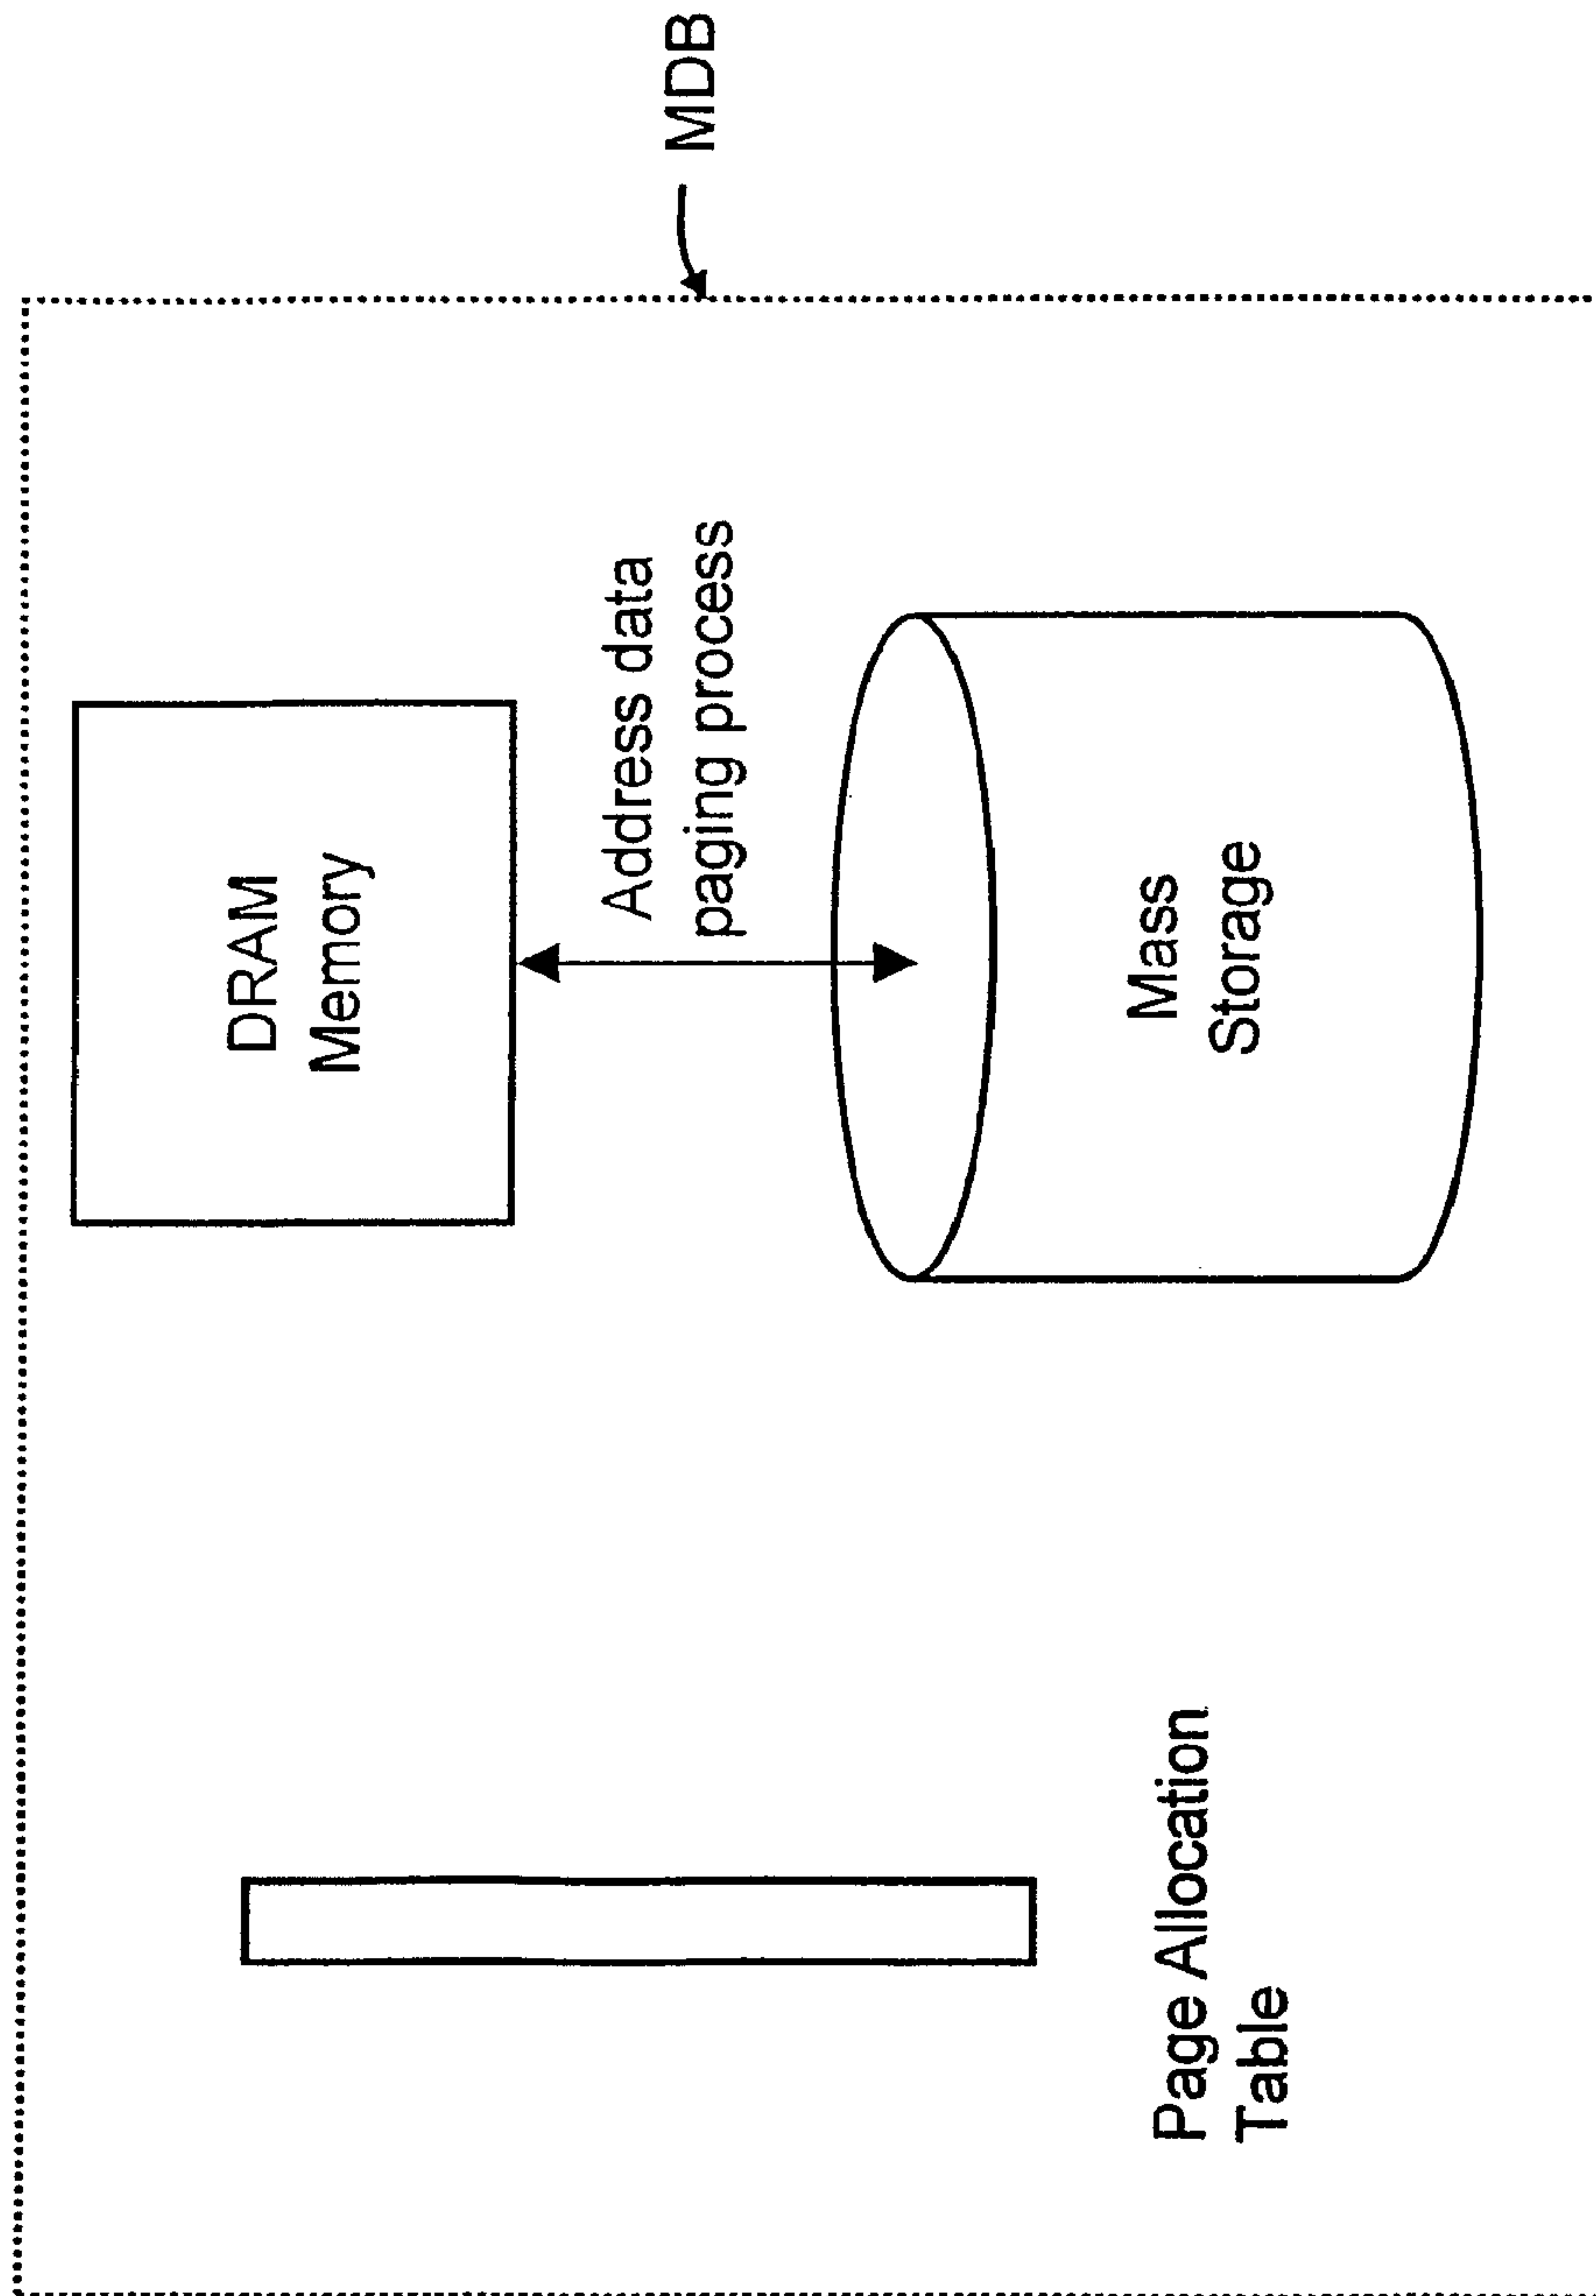 MDB
DRAM
Memory
Address data
paging process
Mass
Storage
Page Allocation
Table